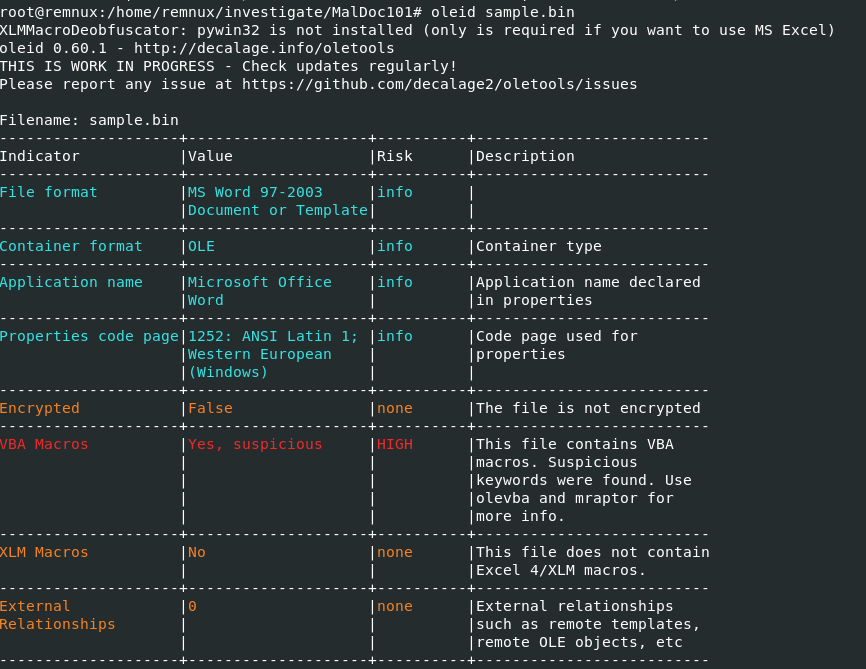 root@remnux:/home/remnux/investigate/MalDoc101# oleid sample.bin
XLMMacroDeobfuscator: pywin32 is not installed (only is required if you want to use MS Excel)
oleid 0.60.1 - http://decalage.info/oletools
THIS IS WORK IN PROGRESS - Check updates regularly!
Please report any issue at https://github.com/decalage2/oletools/issues

Filename: sample.bin
--------------------+--------------------+----------+--------------------------
Indicator           |Value               |Risk      |Description
--------------------+--------------------+----------+--------------------------
File format         |MS Word 97-2003     |info      |
                    |Document or Template|          |
--------------------+--------------------+----------+--------------------------
Container format    |OLE                 |info      |Container type
--------------------+--------------------+----------+--------------------------
Application name    |Microsoft Office    |info      |Application name declared
                    |Word                |          |in properties
--------------------+--------------------+----------+--------------------------
Properties code page|1252: ANSI Latin 1; |info      |Code page used for
                    |Western European    |          |properties
                    |(Windows)           |          |
--------------------+--------------------+----------+--------------------------
Encrypted           |False               |none      |The file is not encrypted
--------------------+--------------------+----------+--------------------------
VBA Macros          |Yes, suspicious     |HIGH      |This file contains VBA
                    |                    |          |macros. Suspicious
                    |                    |          |keywords were found. Use
                    |                    |          |olevba and mraptor for
                    |                    |          |more info.
--------------------+--------------------+----------+--------------------------
XLM Macros          |No                  |none      |This file does not contain
                    |                    |          |Excel 4/XLM macros.
--------------------+--------------------+----------+--------------------------
External            |0                   |none      |External relationships
Relationships       |                    |          |such as remote templates,
                    |                    |          |remote OLE objects, etc
--------------------+--------------------+----------+--------------------------